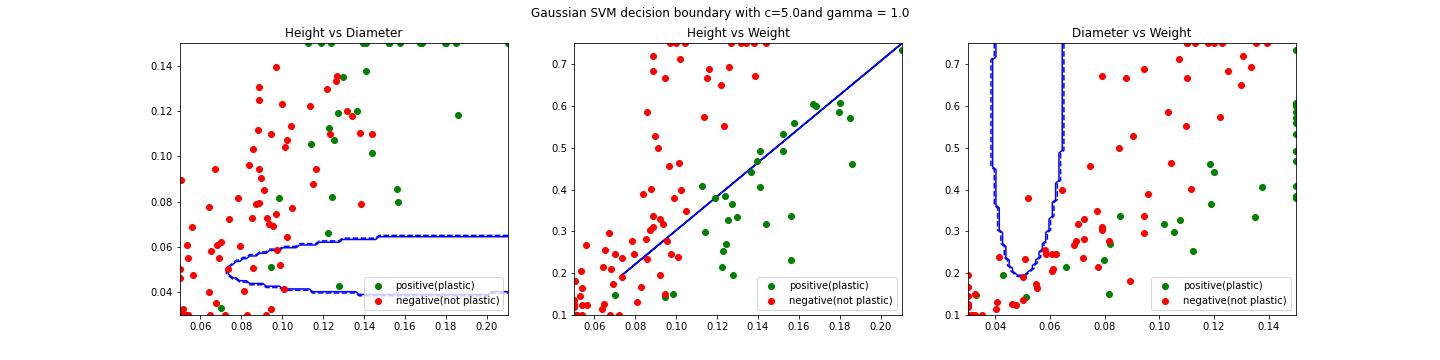 Gaussian SVM decision boundary with c=5.0and gamma = 1.0
Height vs Diameter
0.14
0.12
0.10
0.08
0.06
0.04
0.06 0.08 0.10 0.12 0.14 0.16 0.18 0.20
positive(plastic)
negative(not plastic)
Height vs Weight
0.7
0.6
0.5
0.4
0.3
0.2
0.1
0.06 0.08 0.10 0.12 0.14 0.16 0.18 0.20
positive(plastic)
negative(not plastic)
Diameter vs Weight
0.7
0.6
0.5
0.4
0.3
0.2
0.1
0.04 0.06 0.08 0.10 0.12 0.14
positive(plastic)
negative(not plastic)